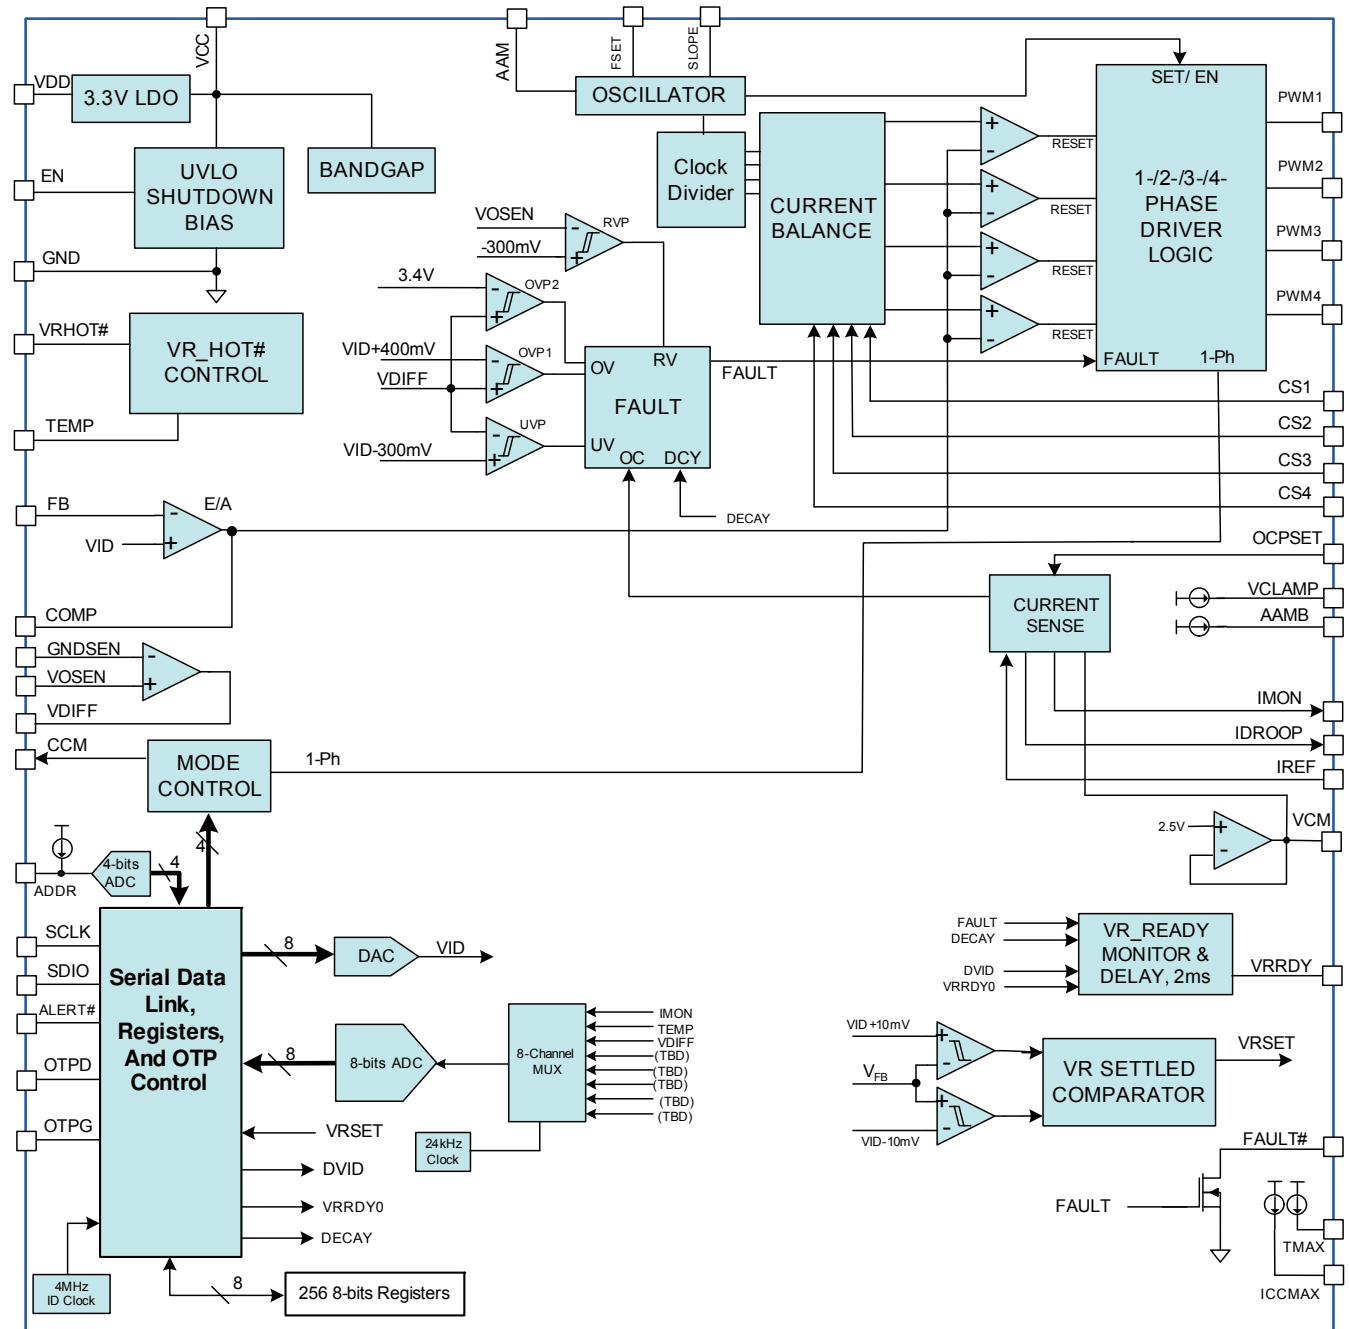 VCC
AAM
FSET
SLOPE
VDD
3.3V LDO
OSCILLATOR
SET/ EN
PWM1
EN
UVLO
SHUTDOWN
BIAS
BANDGAP
Clock
Divider
CURRENT
BALANCE
+
-
RESET
+
-
RESET
+
-
RESET
+
-
RESET
1-/2-/3-/4-
PHASE
DRIVER
LOGIC
PWM2
PWM3
PWM4
GND
VOSEN
-300mV
-
+
RVP
3.4V
-
+
OVP2
VID+400mV
VDIFF
-
+
OVP1
VID-300mV
-
+
UVP
RV
OV
FAULT
UV
OC
DCY
FAULT
FAULT
1-Ph
DECAY
VRHOT#
VR_HOT#
CONTROL
TEMP
CS1
CS2
CS3
CS4
FB
VID
-
+
E/A
COMP
OCPSET
CURRENT
SENSE
VCLAMP
AAMB
GNDSEN
VOSEN
-
+
VDIFF
IMON
IDROOP
IREF
CCM
MODE
CONTROL
1-Ph
2.5V
+
-
VCM
4
ADDR
4-bits
ADC
4
SCLK
SDIO
ALERT#
OTPD
OTPG
Serial Data
Link,
Registers,
And OTP
Control
8
DAC
VID
8
8-bits ADC
8-Channel
MUX
IMON
TEMP
VDIFF
(TBD)
(TBD)
(TBD)
(TBD)
(TBD)
24kHz
Clock
VRSET
DVID
VRRDY0
DECAY
4MHz
ID Clock
8
256 8-bits Registers
FAULT
DECAY
DVID
VRRDY0
VR_READY
MONITOR &
DELAY, 2ms
VRRDY
VID+10mV
VFB
VID-10mV
+
-
+
-
VR SETTLED
COMPARATOR
VRSET
FAULT#
FAULT
TMAX
ICCMAX